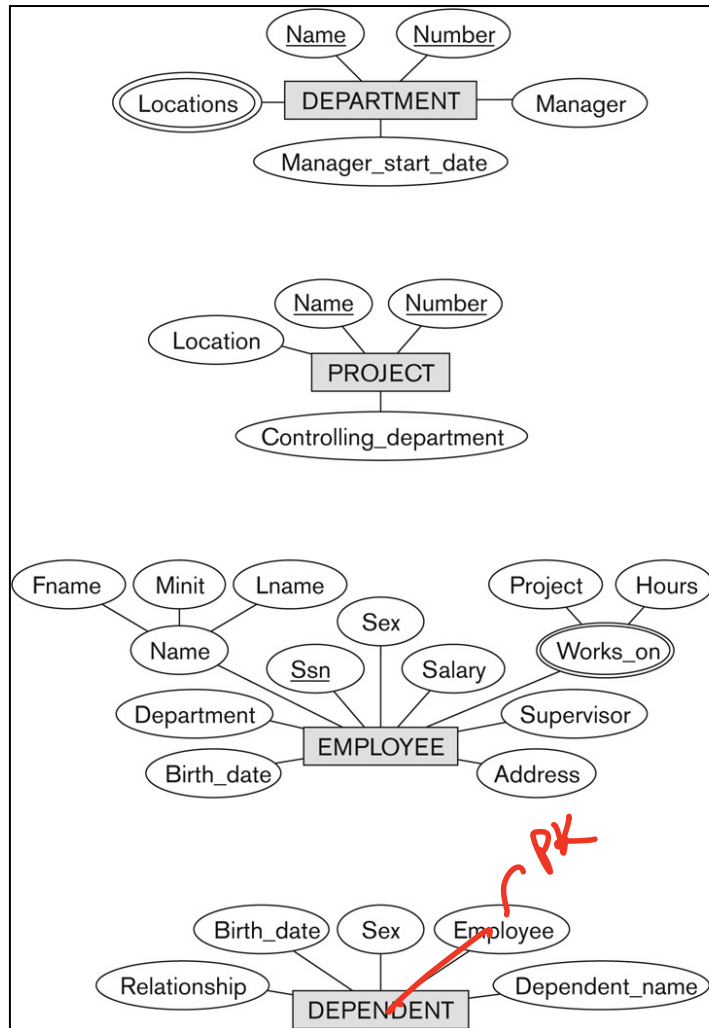 Name Number
Locations DEPARTMENT Manager
Manager_start_date
Name Number
Location
PROJECT
Controlling_department
Fname Minit Lname Project Hours
Sex
Name Works_on
Ssn Salary
Department Supervisor
EMPLOYEE
Birth_date Address
PK
Birth_date Sex Employee
Relationship Dependent_name
DEPENDENT